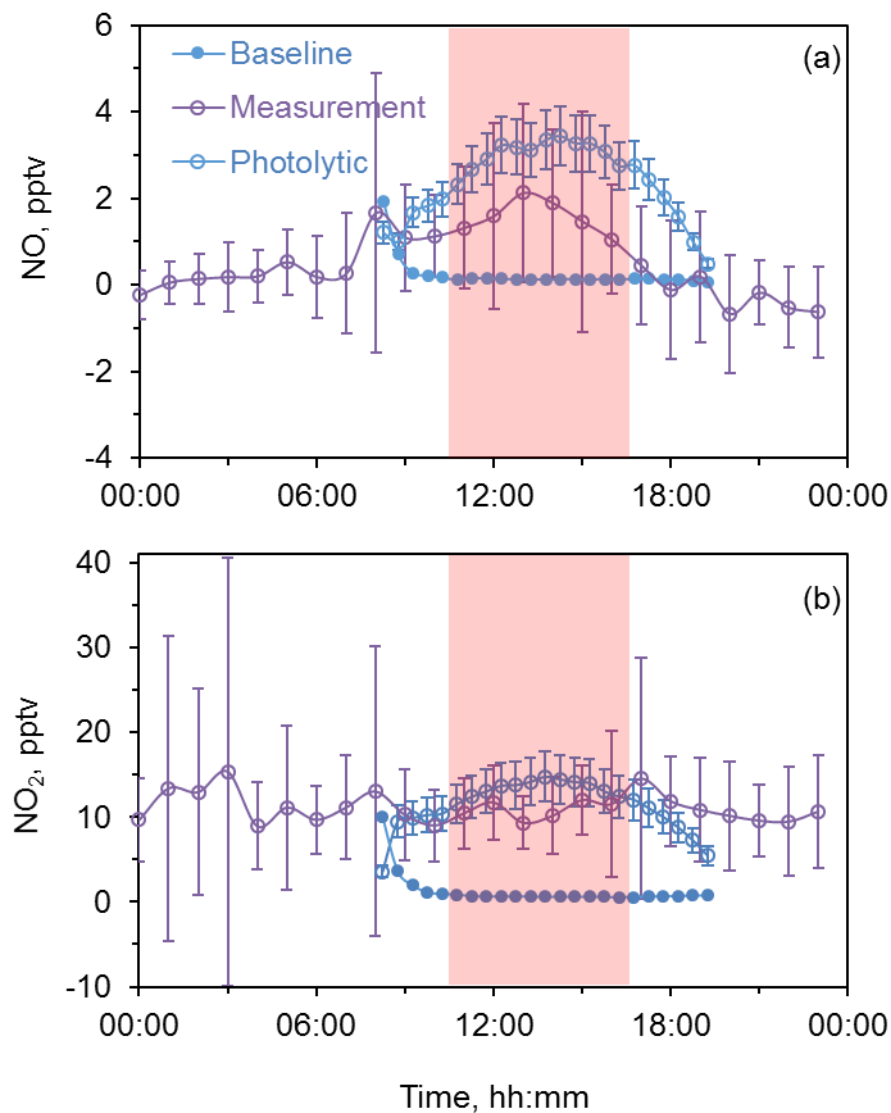 6
4
2
0
-2
-4
NO, pptv
Baseline
Measurement
Photolytic
(a)
00:00 06:00 12:00 18:00 00:00
40
30
20
10
0
-10
NO₂, pptv
(b)
00:00 06:00 12:00 18:00 00:00
Time, hh:mm